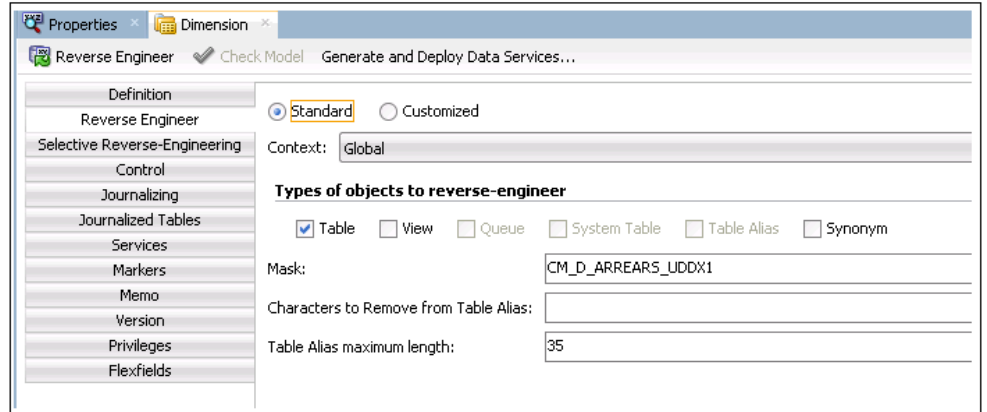 Properties Dimension
Reverse Engineer Check Model Generate and Deploy Data Services...
Definition
Reverse Engineer
Selective Reverse-Engineering
Control
Journalizing
Journalized Tables
Services
Markers
Memo
Version
Privileges
Flexfields
Standard Customized
Context: Global
Types of objects to reverse-engineer
Table View Queue System Table Table Alias Synonym
Mask: CM_D_ARREARS_UDDX1
Characters to Remove from Table Alias:
Table Alias maximum length: 35